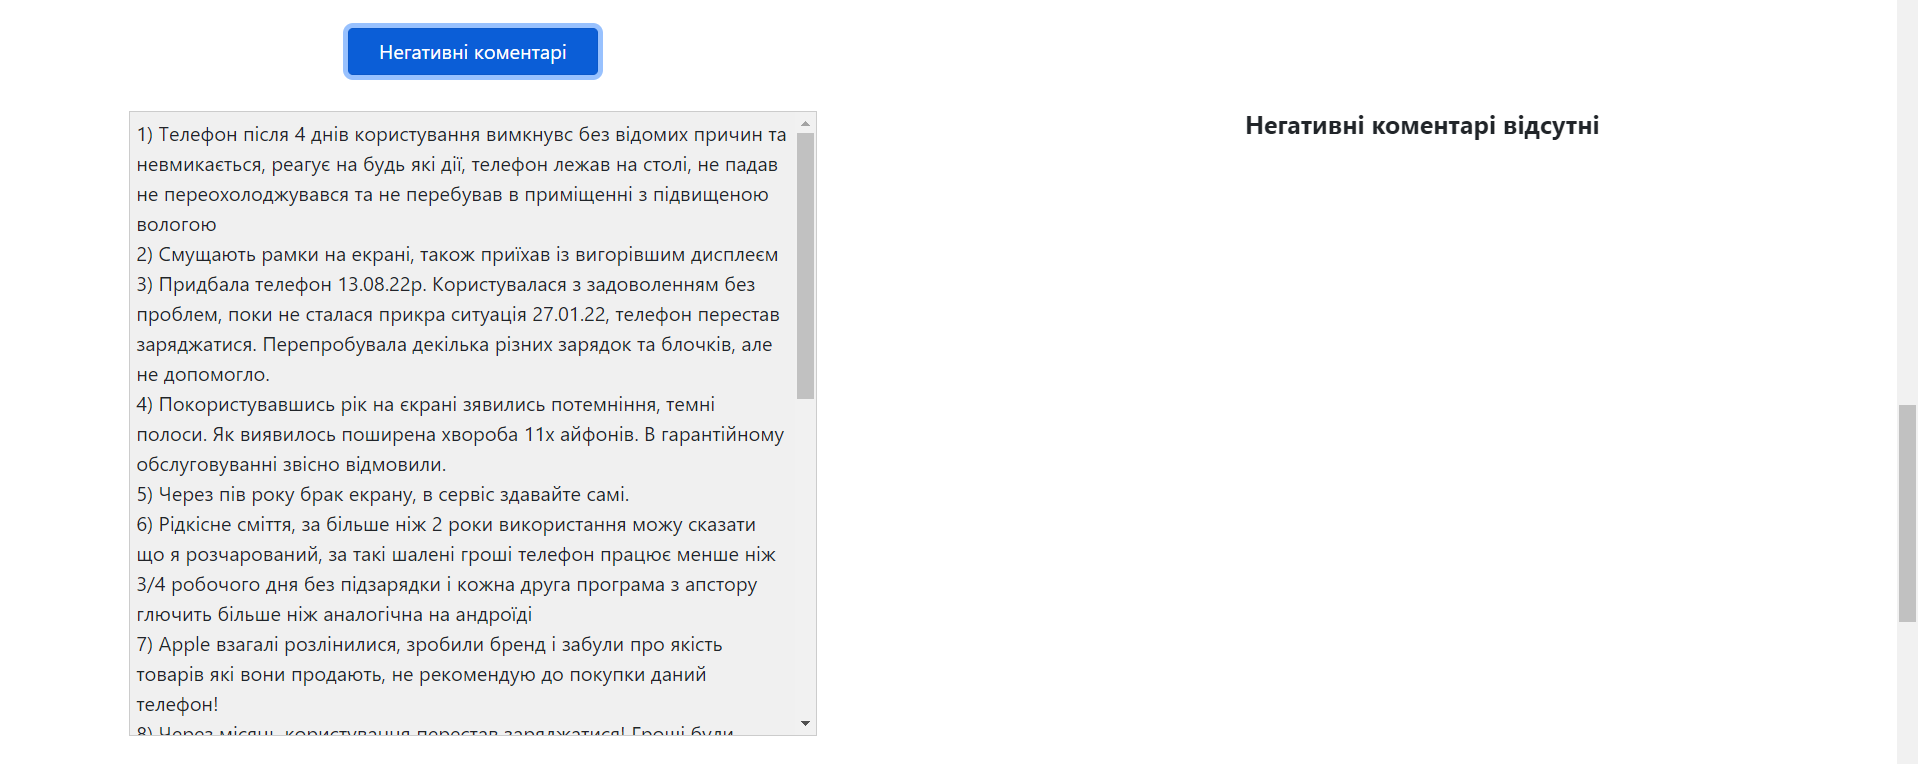 Негативні коментарі
1) Телефон після 4 днів користування вимкнувс без відомих причин та
невмикається, реагує на будь які дії, телефон лежав на столі, не падав
не переохолоджувався та не перебував в приміщенні з підвищеною
вологою
2) Смущають рамки на екрані, також приїхав із вигорівшим дисплеєм
3) Придбала телефон 13.08.22р. Користувалася з задоволенням без
проблем, поки не сталася прикра ситуація 27.01.22, телефон перестав
заряджатися. Перепробувала декілька різних зарядок та блочків, але
не допомогло.
4) Покористувавшись рік на єкрані зявились потемніння, темні
полоси. Як виявилось поширена хвороба 11х айфонів. В гарантійному
обслуговуванні звісно відмовили.
5) Через пів року брак екрану, в сервіс здавайте самі.
6) Рідкісне сміття, за більше ніж 2 роки використання можу сказати
що я розчарований, за такі шалені гроші телефон працює менше ніж
3/4 робочого дня без підзарядки і кожна друга програма з апстору
глючить більше ніж аналогічна на андроїді
7) Apple взагалі розлінилися, зробили бренд і забули про якість
товарів які вони продають, не рекомендую до покупки даний
телефон!
8) Через місяць користування перестав заряджатися! Гроші були
Негативні коментарі відсутні